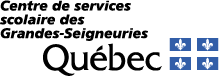 Centre de services
scolaire des
Grandes-Seigneuries
Québec